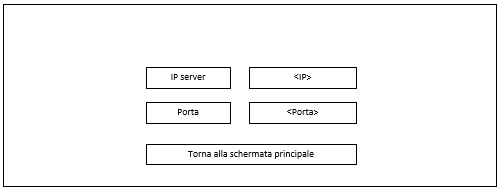 IP server <IP>
Porta <Porta>
Torna alla schermata principale